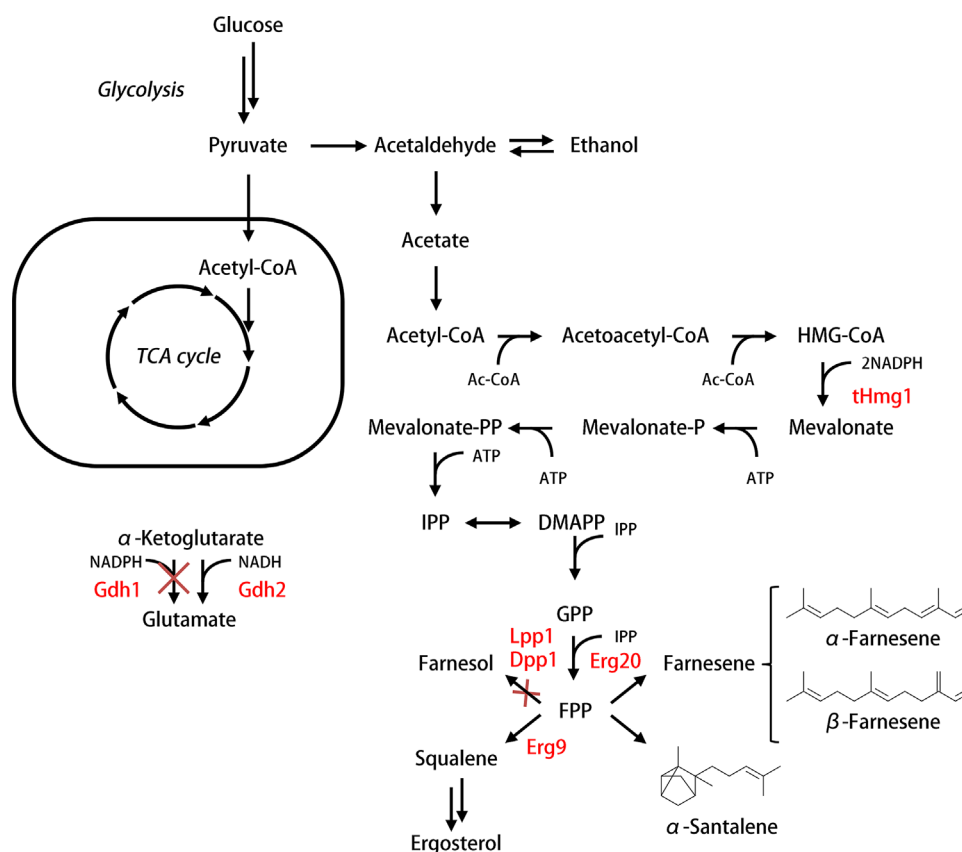 Glucose
Glycolysis
Pyruvate
Acetaldehyde
Ethanol
Acetate
Acetyl-CoA
TCA cycle
Acetyl-CoA
Acetoacetyl-CoA
HMG-CoA
Ac-CoA
Ac-CoA
2NADPH
tHmg1
Mevalonate-PP
Mevalonate-P
Mevalonate
ATP
ATP
ATP
IPP
DMAPP
IPP
α-Ketoglutarate
NADPH
NADH
Gdh1
Gdh2
Glutamate
GPP
Lpp1
Dpp1
IPP
Erg20
Farnesol
FPP
Farnesene
α-Farnesene
β-Farnesene
Erg9
Squalene
α-Santalene
Ergosterol